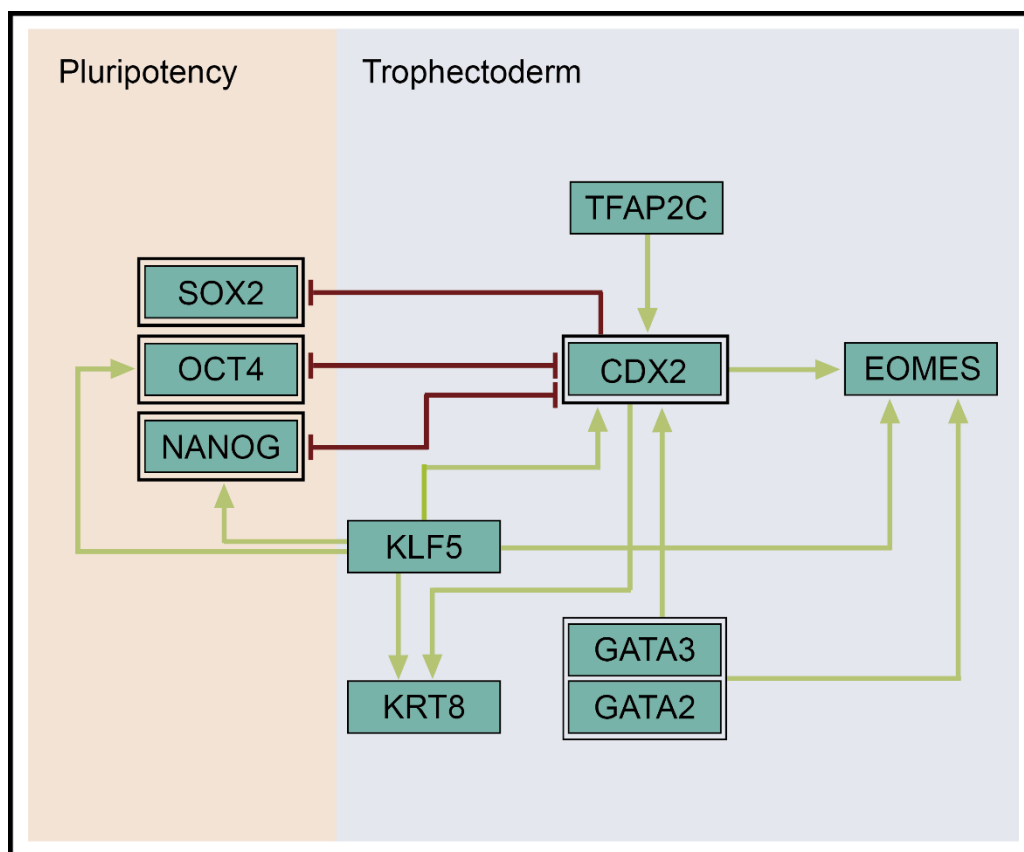 Pluripotency
Trophectoderm
TFAP2C
SOX2
OCT4
CDX2
EOMES
NANOG
KLF5
GATA3
KRT8
GATA2